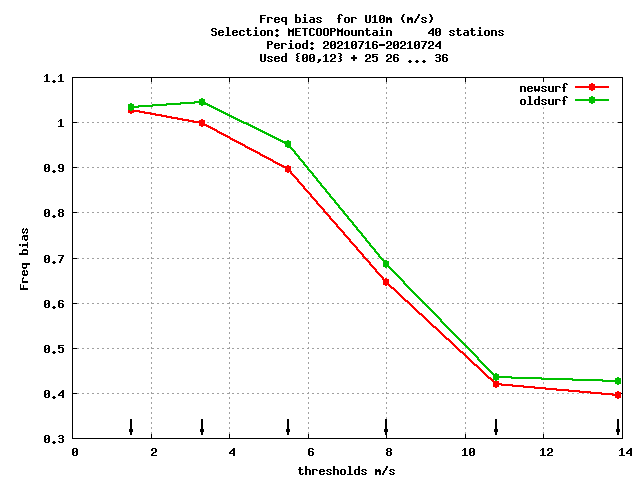 Freq bias  for U10m (m/s)
Selection: METCOOPMountain     40 stations
Period: 20210716-20210724
Used {00,12} + 25 26 ... 36
newsurf
oldsurf
1.1
1
0.9
0.8
0.7
0.6
0.5
0.4
0.3
Freq bias
0 2 4 6 8 10 12 14
thresholds m/s